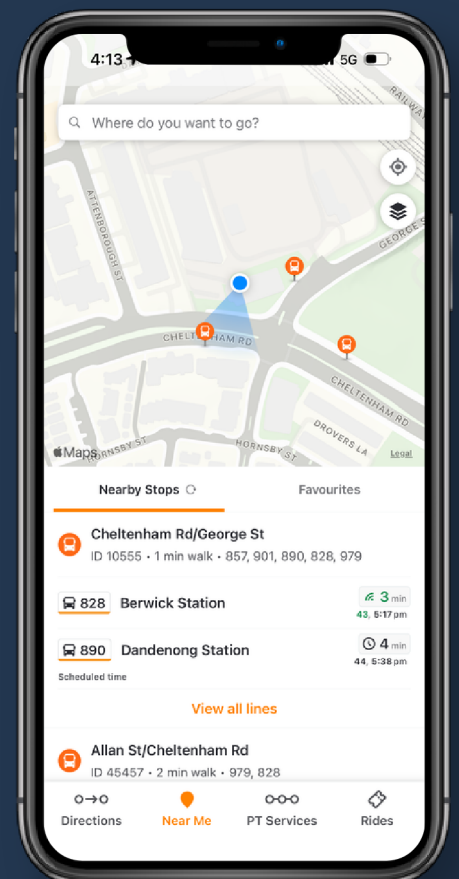 4:13
5G
Where do you want to go?
RAILWAY
ATTENBOROUGH ST
GEORGE S
CHELTENHAM RD
CHELTENHAM RD
DROVERS LA
HORNSBY ST
HORNSBY ST
Maps
Legal
Nearby Stops
Favourites
Cheltenham Rd/George St
ID 10555 • 1 min walk • 857, 901, 890, 828, 979
828 Berwick Station
3 min
43, 5:17 pm
890 Dandenong Station
4 min
44, 5:38 pm
Scheduled time
View all lines
Allan St/Cheltenham Rd
ID 45457 • 2 min walk • 979, 828
Directions
Near Me
PT Services
Rides